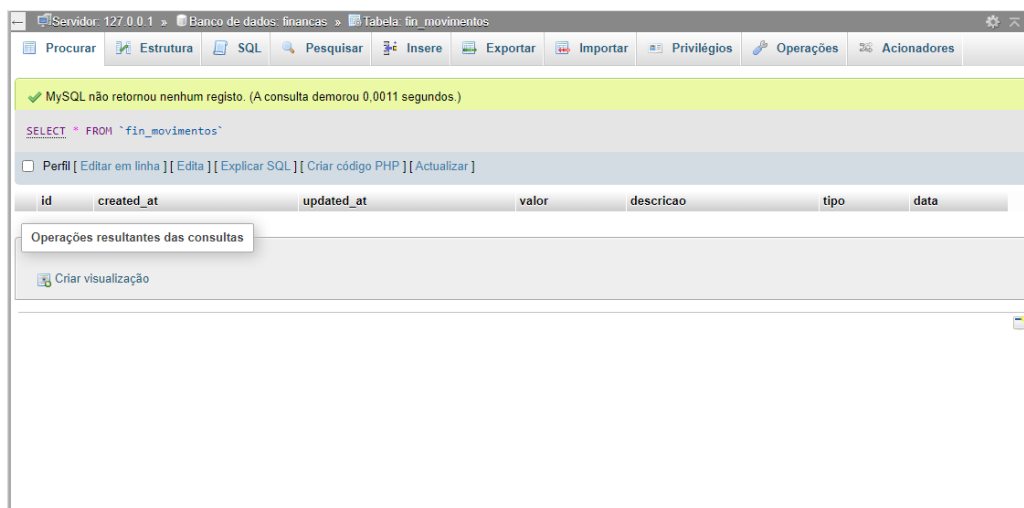 Servidor: 127.0.0.1 » Banco de dados: financas » Tabela: fin_movimentos
Procurar Estrutura SQL Pesquisar Insere Exportar Importar Privilégios Operações Acionadores
MySQL não retornou nenhum registo. (A consulta demorou 0,0011 segundos.)
SELECT * FROM `fin_movimentos`
Perfil [ Editar em linha ] [ Edita ] [ Explicar SQL ] [ Criar código PHP ] [ Actualizar ]
id created_at updated_at valor descricao tipo data
Operações resultantes das consultas
Criar visualização